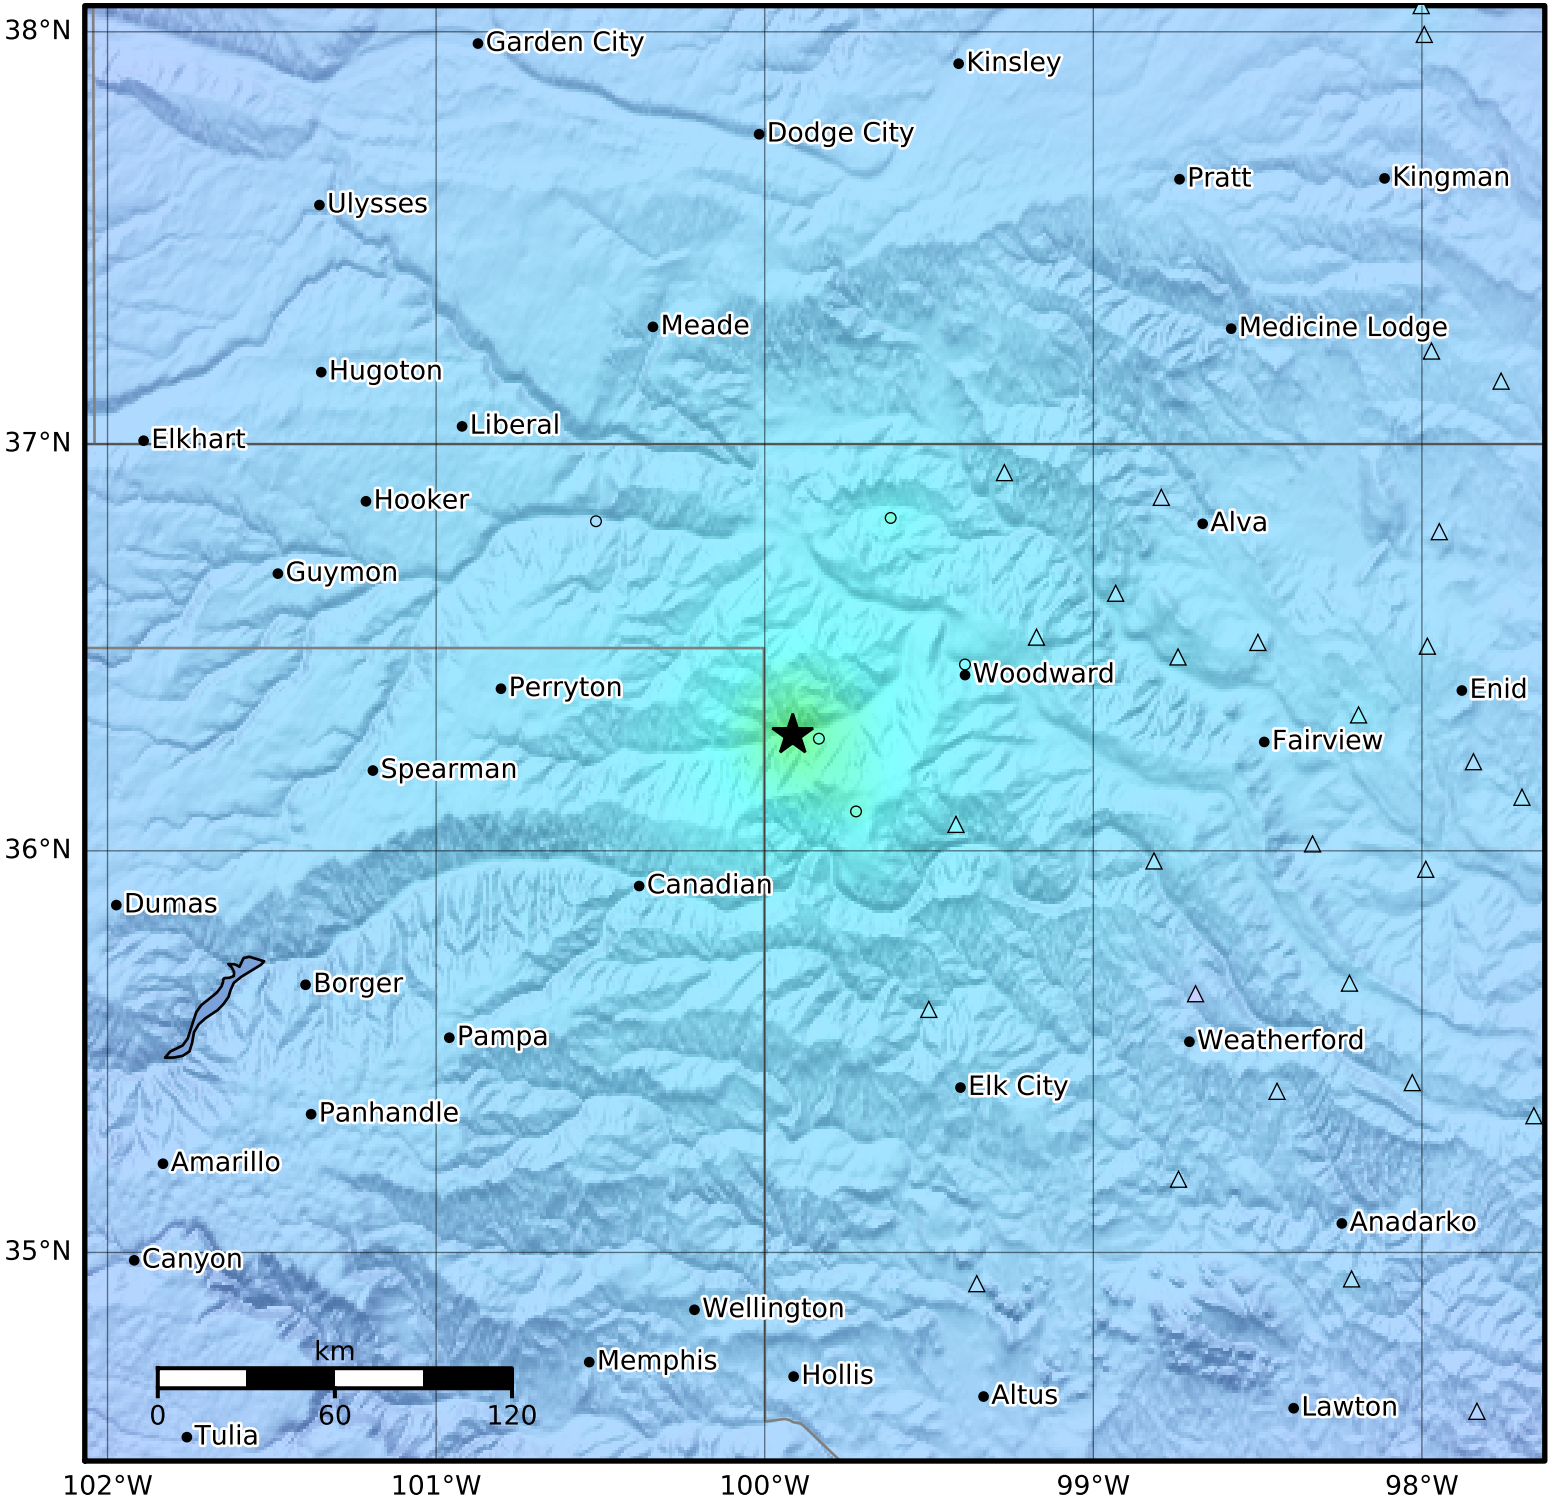 38°N
Garden City
Kinsley
Dodge City
Pratt
Kingman
Ulysses
Meade
Medicine Lodge
Hugoton
Liberal
37°N
Elkhart
Hooker
Alva
Guymon
Woodward
Perryton
Enid
Fairview
Spearman
36°N
Canadian
Dumas
Borger
Pampa
Weatherford
Elk City
Panhandle
Amarillo
Anadarko
35°N
Canyon
Wellington
km
Memphis
Hollis
Altus
Lawton
0 60 120
Tulia
102°W 101°W 100°W 99°W 98°W